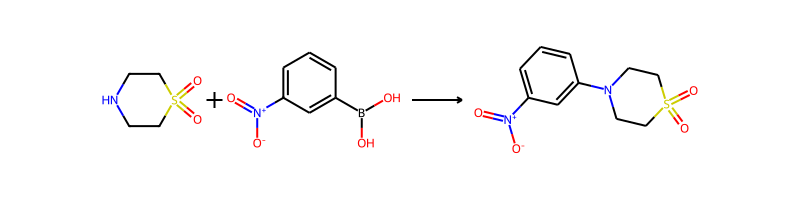 HN S O O + O N⁺ O⁻ B OH OH N⁺ O O⁻ N S O O